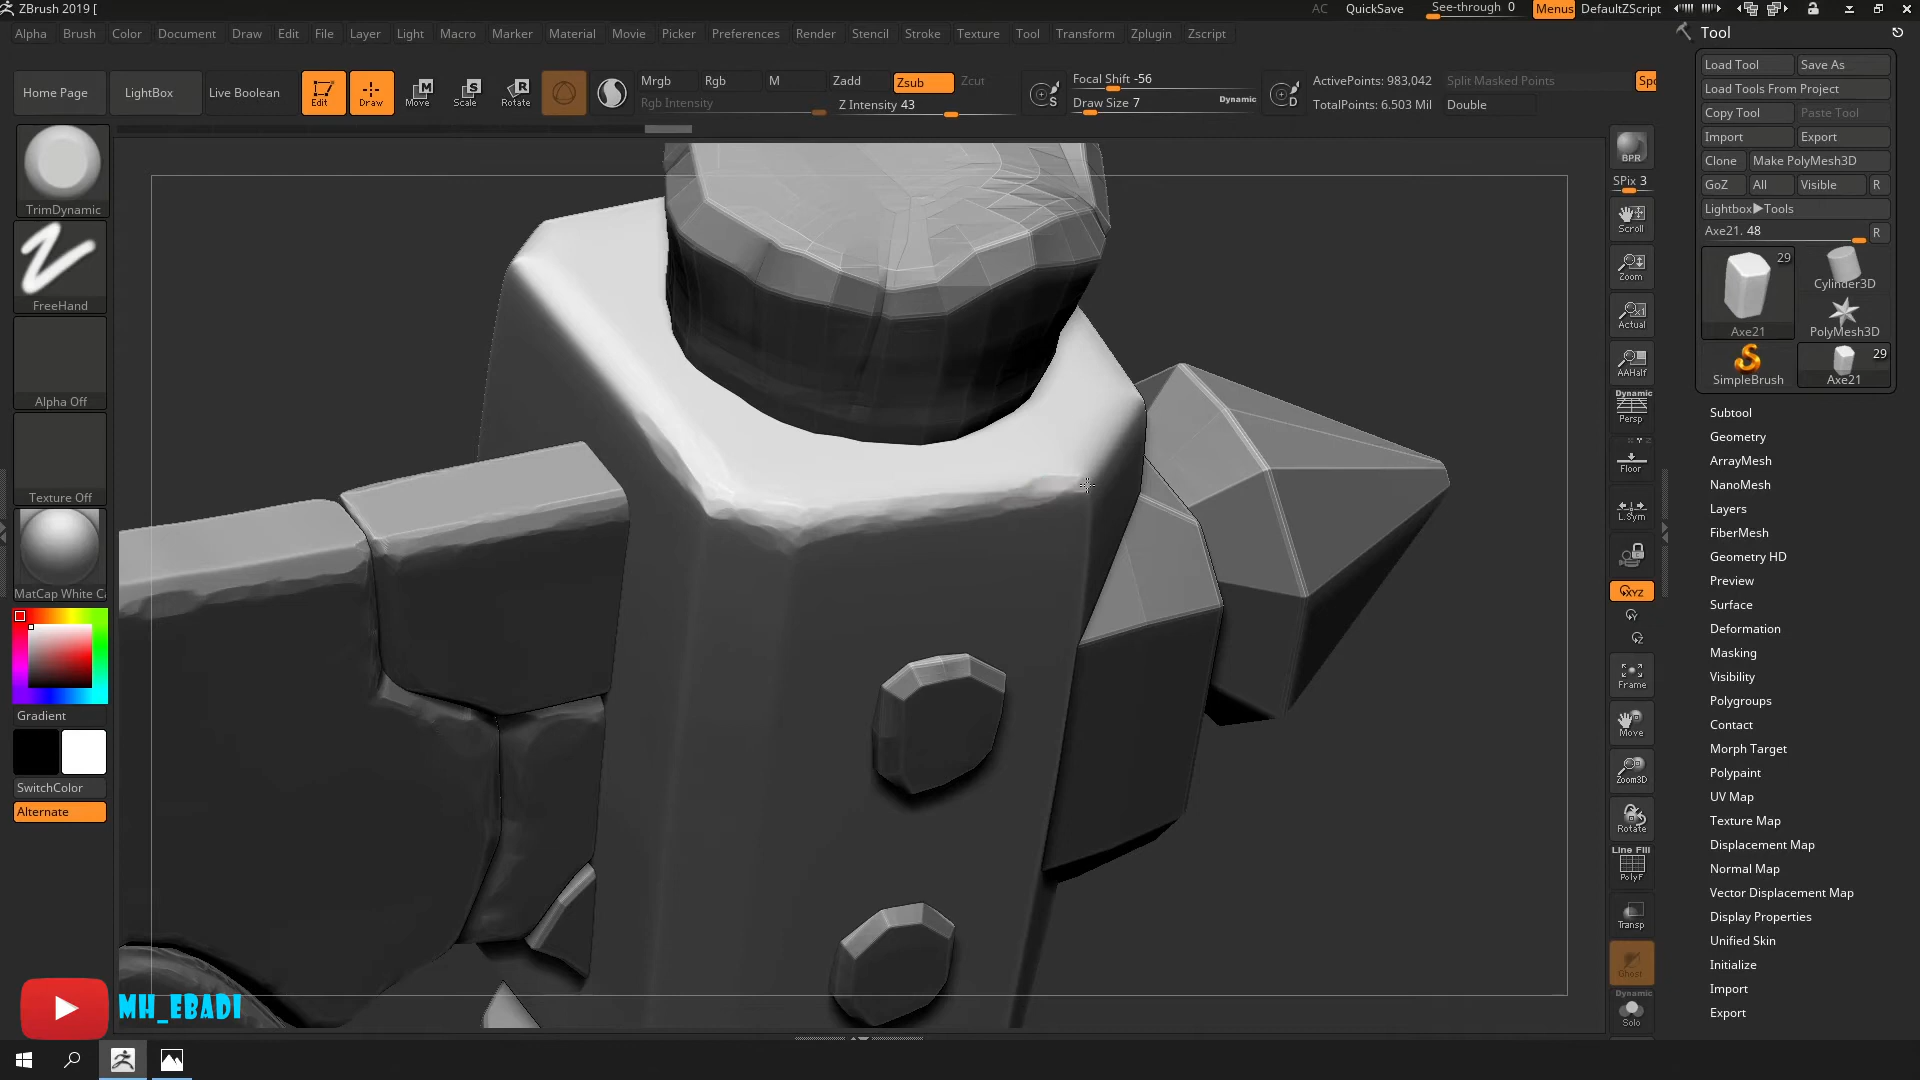 ZBrush 2019 [
AC QuickSave See-through 0 Menus DefaultZScript
Alpha Brush Color Document Draw Edit File Layer Light Macro Marker Material Movie Picker Preferences Render Stencil Stroke Texture Tool Transform Zplugin Zscript
Tool
Home Page LightBox Live Boolean Edit Draw Move Scale Rotate
Mrgb Rgb M Zadd Zsub Zcut
Rgb Intensity Z Intensity 43
Focal Shift -56
Draw Size 7 Dynamic
S
D
ActivePoints: 983,042 Split Masked Points
TotalPoints: 6.503 Mil Double
Load Tool Save As
Load Tools From Project
Copy Tool Paste Tool
Import Export
Clone Make PolyMesh3D
GoZ All Visible R
Lightbox▶Tools
Axe21. 48 R
29
Axe21
Cylinder3D
PolyMesh3D
SimpleBrush
29
Axe21
Subtool
Geometry
ArrayMesh
NanoMesh
Layers
FiberMesh
Geometry HD
Preview
Surface
Deformation
Masking
Visibility
Polygroups
Contact
Morph Target
Polypaint
UV Map
Texture Map
Displacement Map
Normal Map
Vector Displacement Map
Display Properties
Unified Skin
Initialize
Import
Export
BPR
SPix 3
Scroll
Zoom
Actual
AAHalf
Dynamic
Persp
Floor
L.Sym
XYZ
Y
Z
Frame
Move
Zoom3D
Rotate
Line Fill
PolyF
Transp
Ghost
Dynamic
Solo
TrimDynamic
FreeHand
Alpha Off
Texture Off
MatCap White C
Gradient
SwitchColor
Alternate
MH_EBADI